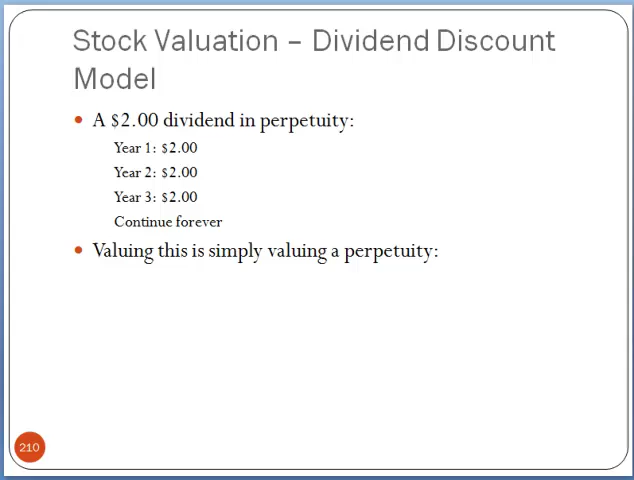 Stock Valuation – Dividend Discount
Model
• A $2.00 dividend in perpetuity:
Year 1: $2.00
Year 2: $2.00
Year 3: $2.00
Continue forever
• Valuing this is simply valuing a perpetuity:
210